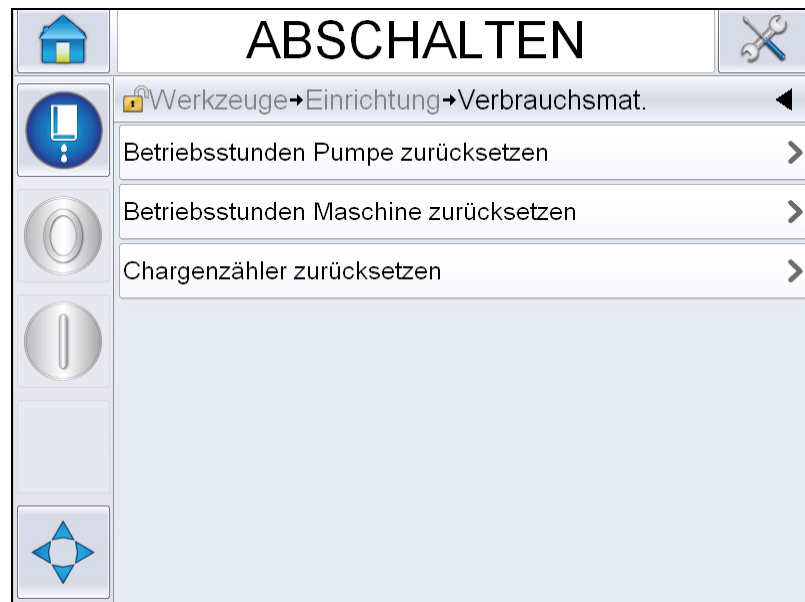 ABSCHALTEN
Werkzeuge→Einrichtung→Verbrauchsmat.
Betriebsstunden Pumpe zurücksetzen
Betriebsstunden Maschine zurücksetzen
Chargenzähler zurücksetzen